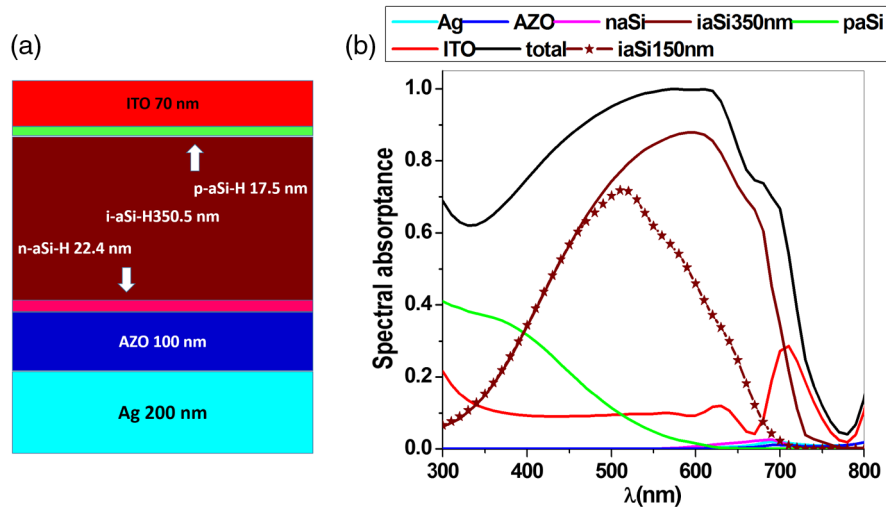 (a)
ITO 70 nm
p-aSi-H 17.5 nm
i-aSi-H350.5 nm
n-aSi-H 22.4 nm
AZO 100 nm
Ag 200 nm
(b)
Ag AZO naSi iaSi350nm paSi
ITO total iaSi150nm
Spectral absorptance
1.0
0.8
0.6
0.4
0.2
0.0
300 400 500 600 700 800
λ(nm)